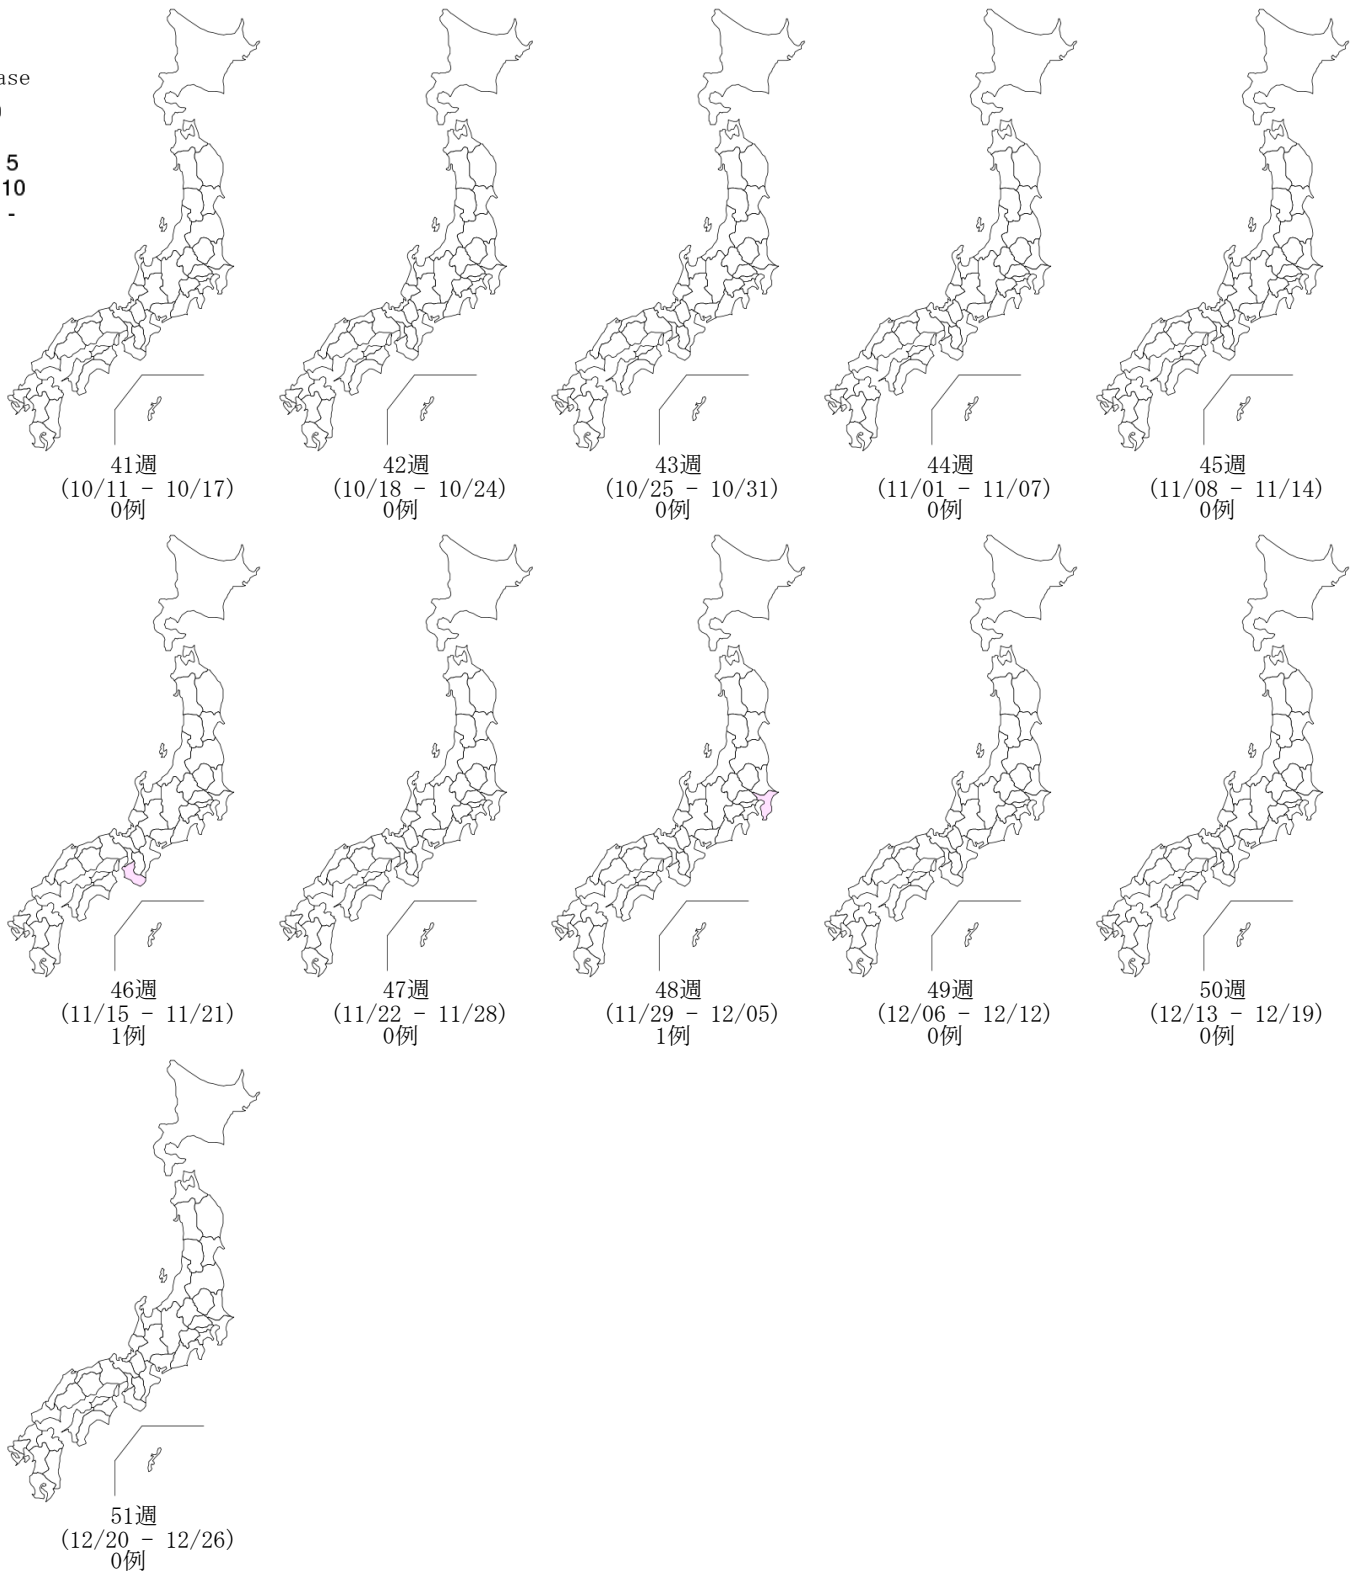 5
10
-
41週
(10/11 - 10/17)
0例
42週
(10/18 - 10/24)
0例
43週
(10/25 - 10/31)
0例
44週
(11/01 - 11/07)
0例
45週
(11/08 - 11/14)
0例
46週
(11/15 - 11/21)
1例
47週
(11/22 - 11/28)
0例
48週
(11/29 - 12/05)
1例
49週
(12/06 - 12/12)
0例
50週
(12/13 - 12/19)
0例
51週
(12/20 - 12/26)
0例